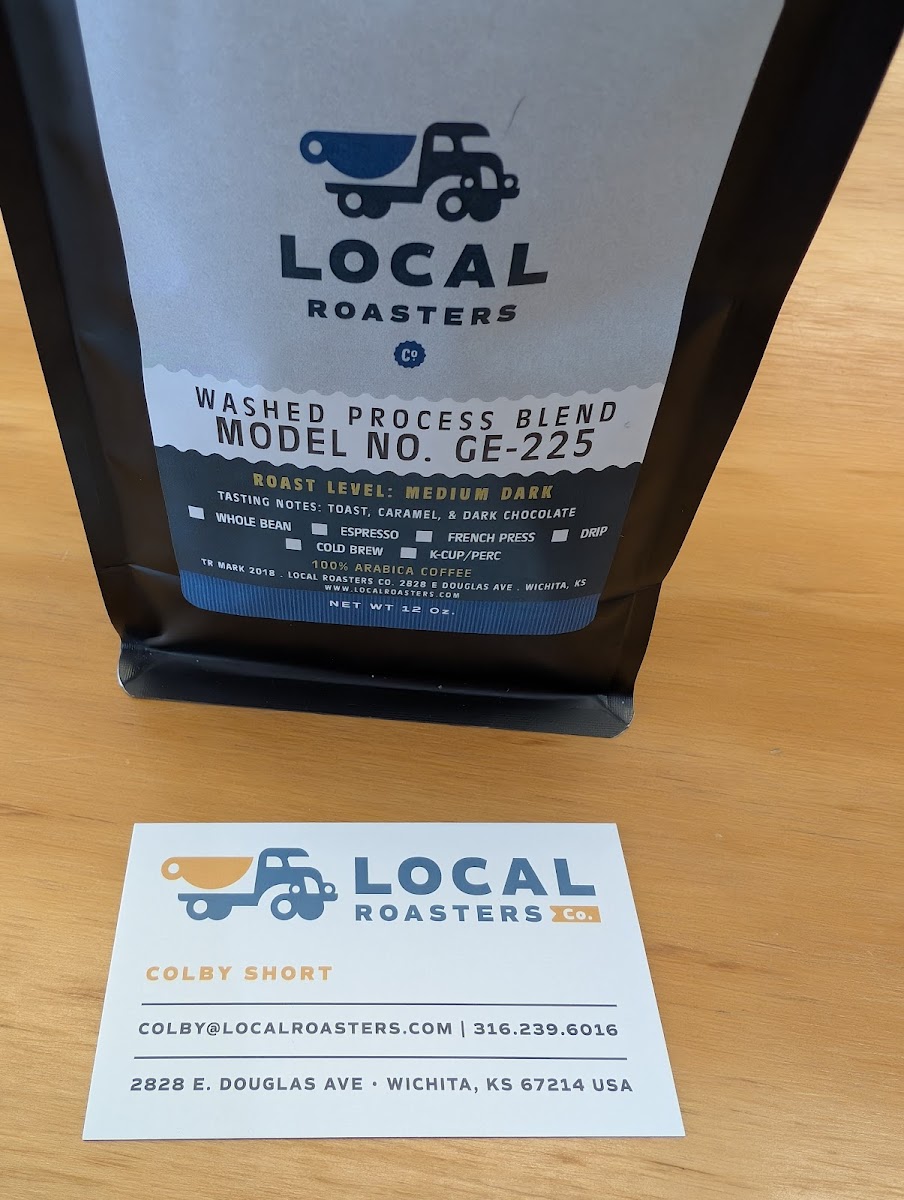 LOCAL
ROASTERS
Co
WASHED PROCESS BLEND
MODEL NO. GE-225
ROAST LEVEL: MEDIUM DARK
TASTING NOTES: TOAST, CARAMEL, & DARK CHOCOLATE
WHOLE BEAN ESPRESSO FRENCH PRESS DRIP
COLD BREW K-CUP/PERC
100% ARABICA COFFEE
TR MARK 2018 . LOCAL ROASTERS CO. 2828 E DOUGLAS AVE . WICHITA, KS
WWW.LOCALROASTERS.COM
NET WT 12 Oz.
LOCAL
ROASTERS Co.
COLBY SHORT
COLBY@LOCALROASTERS.COM | 316.239.6016
2828 E. DOUGLAS AVE • WICHITA, KS 67214 USA